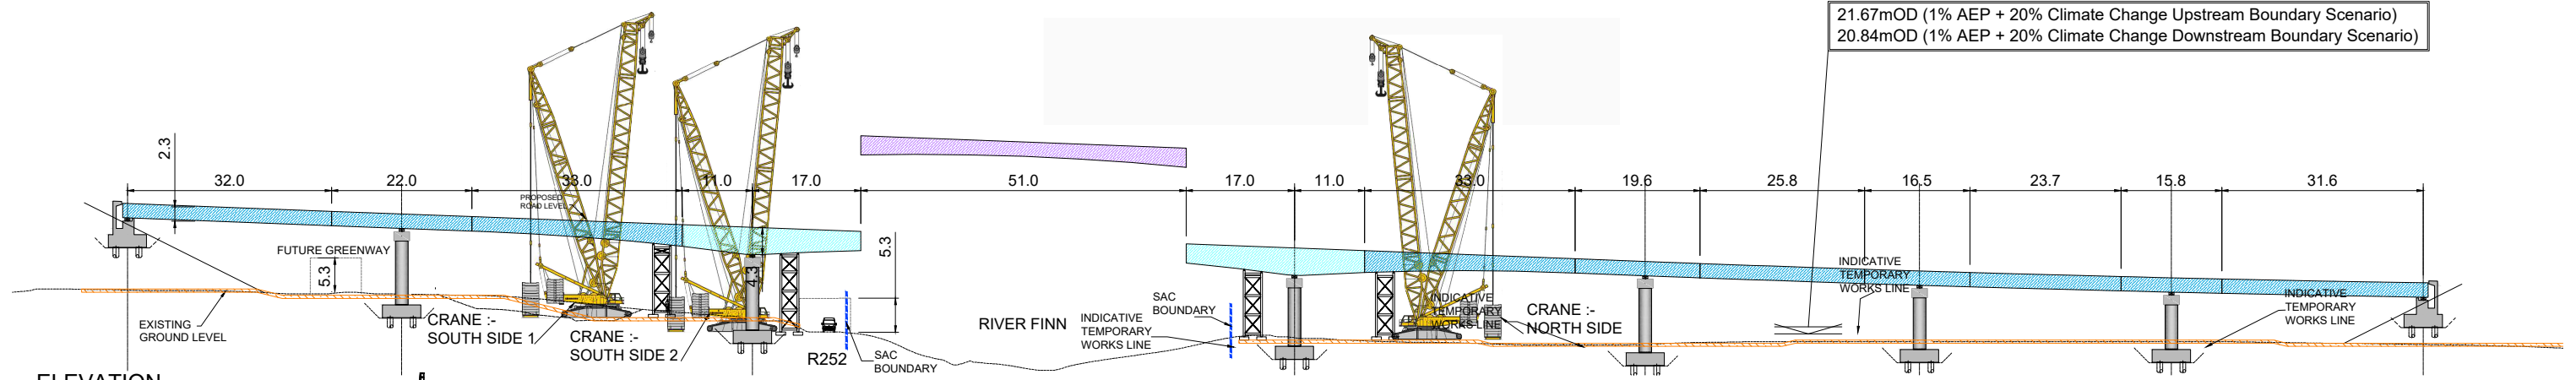 21.67mOD (1% AEP + 20% Climate Change Upstream Boundary Scenario)
20.84mOD (1% AEP + 20% Climate Change Downstream Boundary Scenario)
2.3
32.0
22.0
33.0
11.0
17.0
51.0
17.0
11.0
33.0
19.6
25.8
16.5
23.7
15.8
31.6
PROPOSED
ROAD LEVEL
FUTURE GREENWAY
5.3
4.3
5.3
EXISTING
GROUND LEVEL
CRANE :-
SOUTH SIDE 1
CRANE :-
SOUTH SIDE 2
R252
SAC
BOUNDARY
RIVER FINN
INDICATIVE
TEMPORARY
WORKS LINE
SAC
BOUNDARY
INDICATIVE
TEMPORARY
WORKS LINE
CRANE :-
NORTH SIDE
INDICATIVE
TEMPORARY
WORKS LINE
INDICATIVE
TEMPORARY
WORKS LINE
ELEVATION